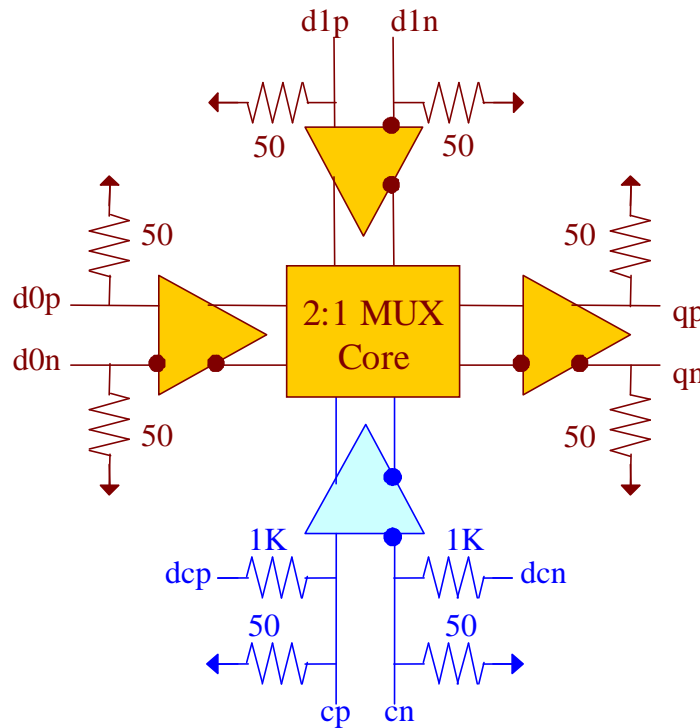 d1p d1n
50 50
50 50
d0p 2:1 MUX qp
d0n Core qn
50 50
1K 1K
dcp dcn
50 50
cp cn